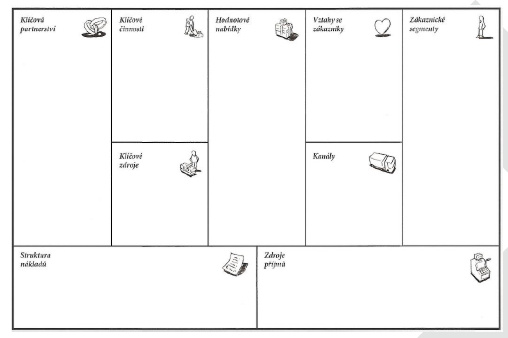 Klíčová
partnerství
Klíčové
činnosti
Klíčové
zdroje
Hodnotové
nabídky
Vztahy se
zákazníky
Kanály
Zákaznické
segmenty
Struktura
nákladů
Zdroje
příjmů